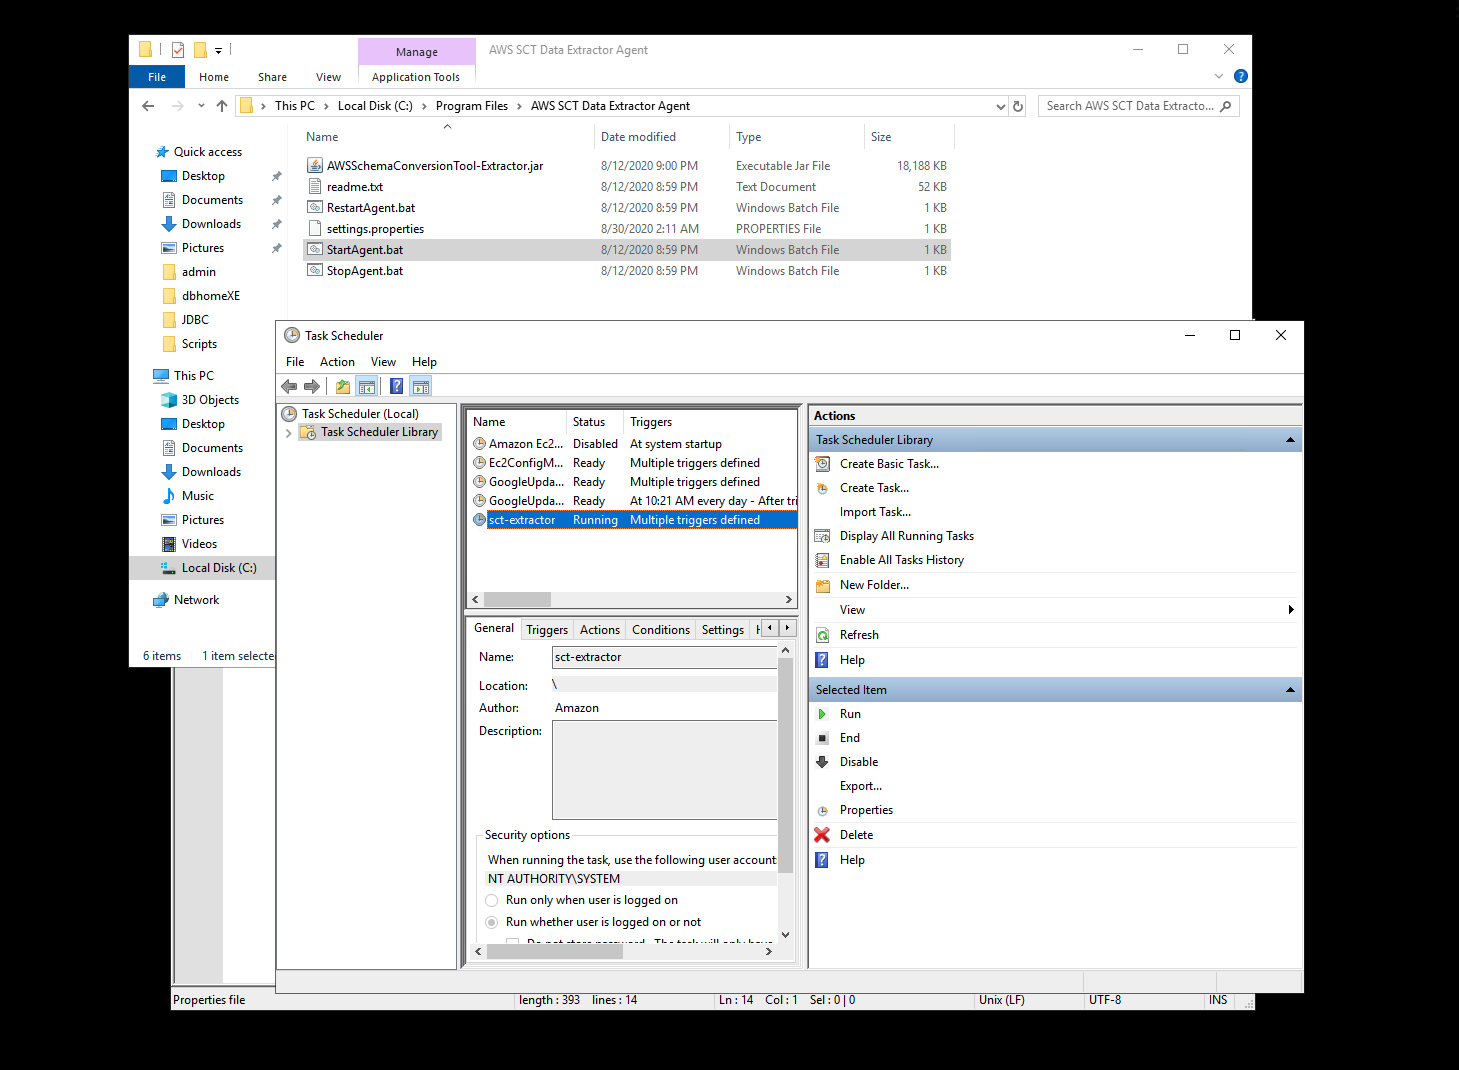 Manage
AWS SCT Data Extractor Agent
File
Home
Share
View
Application Tools
This PC
Local Disk (C:)
Program Files
AWS SCT Data Extractor Agent
Search AWS SCT Data Extracto...
Name
Date modified
Type
Size
AWSSchemaConversionTool-Extractor.jar 8/12/2020 9:00 PM Executable Jar File 18,188 KB
readme.txt 8/12/2020 8:59 PM Text Document 52 KB
RestartAgent.bat 8/12/2020 8:59 PM Windows Batch File 1 KB
settings.properties 8/30/2020 2:11 AM PROPERTIES File 1 KB
StartAgent.bat 8/12/2020 8:59 PM Windows Batch File 1 KB
StopAgent.bat 8/12/2020 8:59 PM Windows Batch File 1 KB
Quick access
Desktop
Documents
Downloads
Pictures
admin
dbhomeXE
JDBC
Scripts
This PC
3D Objects
Desktop
Documents
Downloads
Music
Pictures
Videos
Local Disk (C:)
Network
6 items
1 item selecte
Task Scheduler
File Action View Help
Task Scheduler (Local)
Task Scheduler Library
Name Status Triggers
Amazon Ec2... Disabled At system startup
Ec2ConfigM... Ready Multiple triggers defined
GoogleUpda... Ready Multiple triggers defined
GoogleUpda... Ready At 10:21 AM every day - After tri
sct-extractor Running Multiple triggers defined
General Triggers Actions Conditions Settings
Name: sct-extractor
Location: \
Author: Amazon
Description:
Security options
When running the task, use the following user account:
NT AUTHORITY\SYSTEM
Run only when user is logged on
Run whether user is logged on or not
Do not store password. The task will only have
Actions
Task Scheduler Library
Create Basic Task...
Create Task...
Import Task...
Display All Running Tasks
Enable All Tasks History
New Folder...
View
Refresh
Help
Selected Item
Run
End
Disable
Export...
Properties
Delete
Help
Properties file
length : 393 lines : 14
Ln : 14 Col : 1 Sel : 0 | 0
Unix (LF)
UTF-8
INS